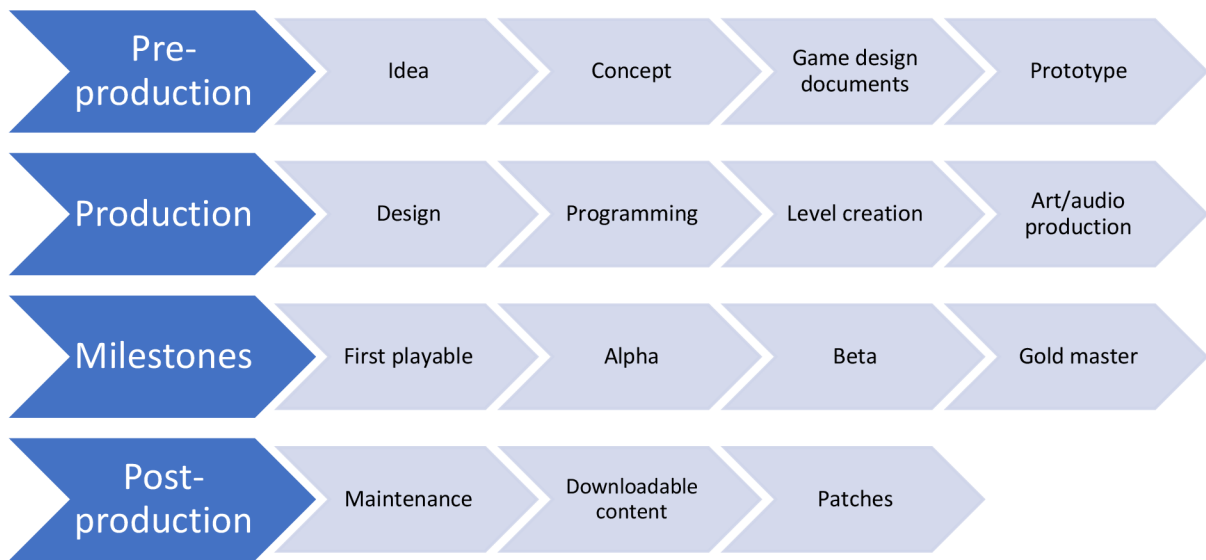 Pre-
production
Idea
Concept
Game design
documents
Prototype
Production
Design
Programming
Level creation
Art/audio
production
Milestones
First playable
Alpha
Beta
Gold master
Post-
production
Maintenance
Downloadable
content
Patches